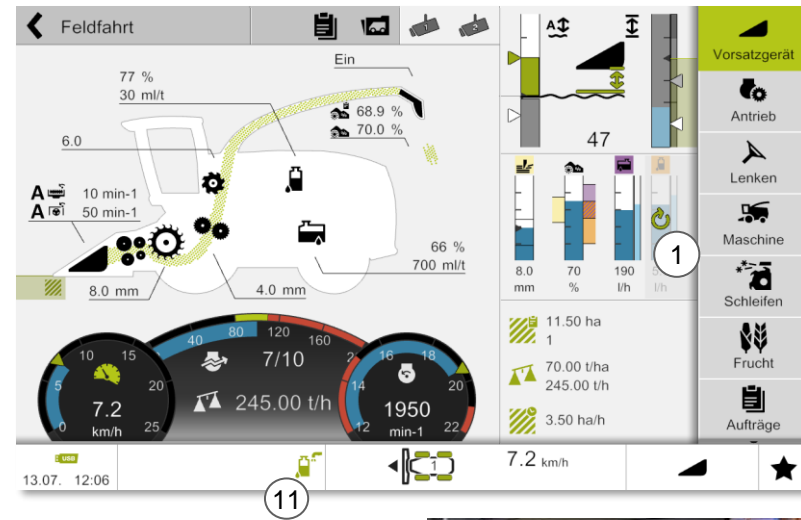 Feldfahrt
1
2
Ein
77 %
30 ml/t
68.9 %
70.0 %
6.0
A 10 min-1
A 50 min-1
66 %
700 ml/t
8.0 mm
4.0 mm
A
47
8.0 mm
70 %
190 l/h
l/h
1
11.50 ha
1
70.00 t/ha
245.00 t/h
3.50 ha/h
0 5 10 15 20 25
7.2
km/h
40 80 120 160 2
7/10
245.00 t/h
12 14 16 18 20 22
1950
min-1
Vorsatzgerät
Antrieb
Lenken
Maschine
Schleifen
Frucht
Aufträge
USB
13.07. 12:06
1
7.2 km/h
11